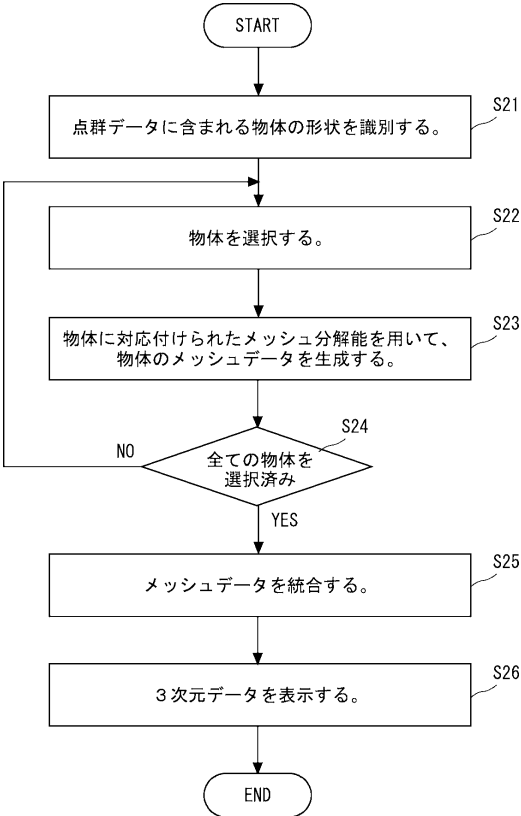 START
S21
点群データに含まれる物体の形状を識別する。
S22
物体を選択する。
S23
物体に対応付けられたメッシュ分解能を用いて、
物体のメッシュデータを生成する。
S24
NO
全ての物体を
選択済み
YES
S25
メッシュデータを統合する。
S26
３次元データを表示する。
END